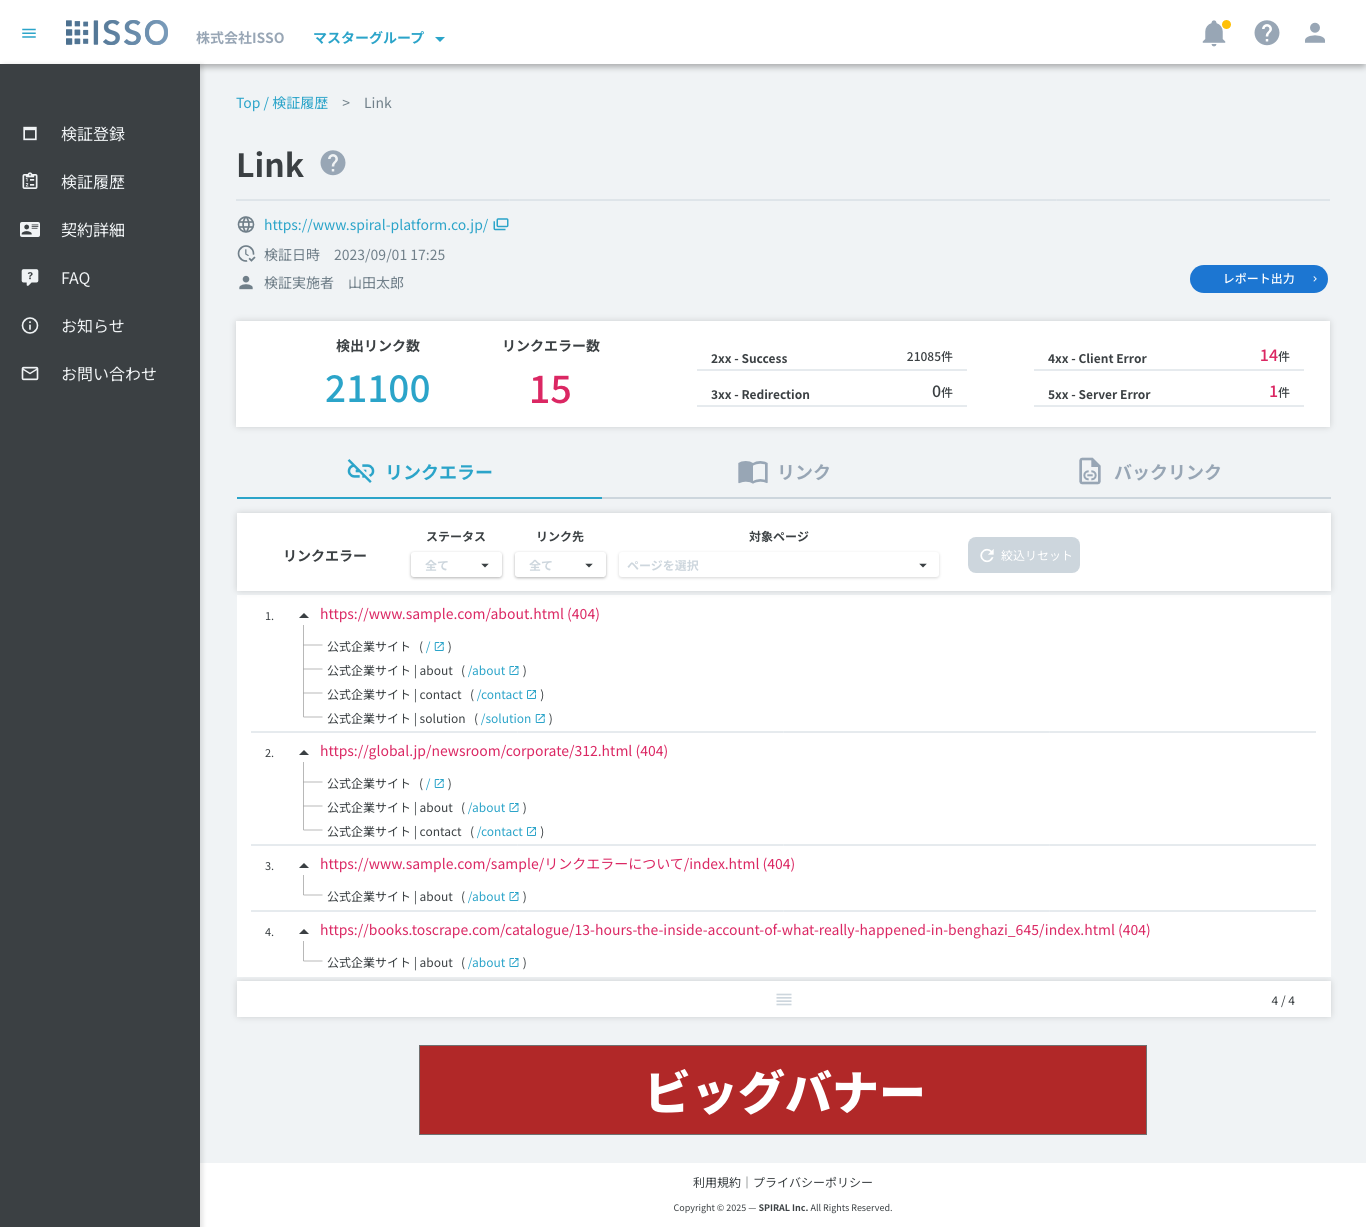 ISSO 株式会社ISSO マスターグループ
検証登録
検証履歴
契約詳細
FAQ
お知らせ
お問い合わせ
Top / 検証履歴 > Link
Link
https://www.spiral-platform.co.jp/
検証日時 2023/09/01 17:25
検証実施者 山田太郎
レポート出力
検出リンク数
21100
リンクエラー数
15
2xx - Success 21085件
3xx - Redirection 0件
4xx - Client Error 14件
5xx - Server Error 1件
リンクエラー リンク バックリンク
リンクエラー
ステータス
全て
リンク先
全て
対象ページ
ページを選択
絞込リセット
1. https://www.sample.com/about.html (404)
公式企業サイト ( / )
公式企業サイト | about ( /about )
公式企業サイト | contact ( /contact )
公式企業サイト | solution ( /solution )
2. https://global.jp/newsroom/corporate/312.html (404)
公式企業サイト ( / )
公式企業サイト | about ( /about )
公式企業サイト | contact ( /contact )
3. https://www.sample.com/sample/リンクエラーについて/index.html (404)
公式企業サイト | about ( /about )
4. https://books.toscrape.com/catalogue/13-hours-the-inside-account-of-what-really-happened-in-benghazi_645/index.html (404)
公式企業サイト | about ( /about )
4 / 4
ビッグバナー
利用規約｜プライバシーポリシー
Copyright © 2025 — SPIRAL Inc. All Rights Reserved.